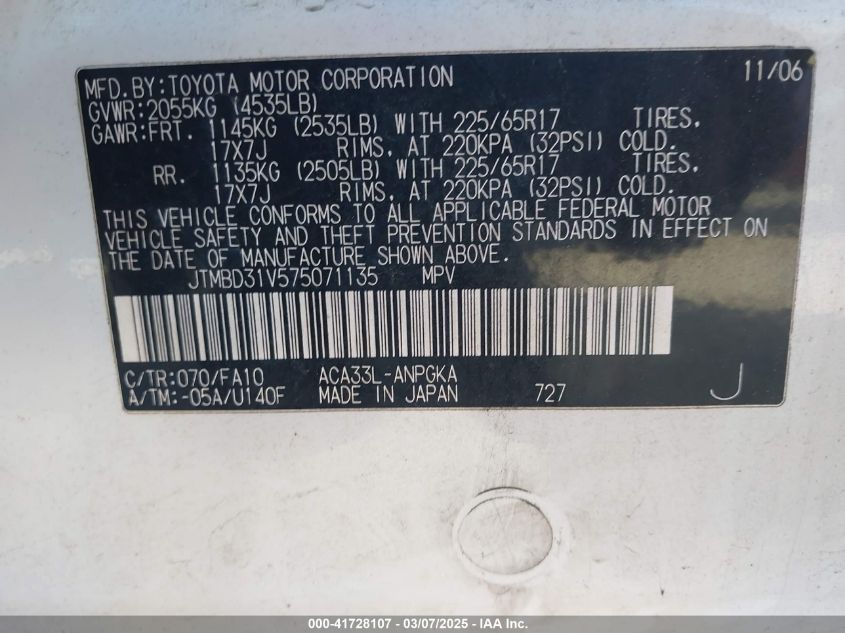 MFD.BY:TOYOTA MOTOR CORPORATION 11/06
GVWR:2055KG (4535LB)
GAWR:FRT. 1145KG (2535LB) WITH 225/65R17 TIRES,
17X7J RIMS, AT 220KPA (32PSI) COLD.
RR. 1135KG (2505LB) WITH 225/65R17 TIRES,
17X7J RIMS, AT 220KPA (32PSI) COLD.
THIS VEHICLE CONFORMS TO ALL APPLICABLE FEDERAL MOTOR
VEHICLE SAFETY AND THEFT PREVENTION STANDARDS IN EFFECT ON
THE DATE OF MANUFACTURE SHOWN ABOVE.
JTMBD31V575071135 MPV
C/TR:070/FA10 ACA33L-ANPGKA
A/TM:-05A/U140F MADE IN JAPAN 727 J
000-41728107 - 03/07/2025 - IAA Inc.